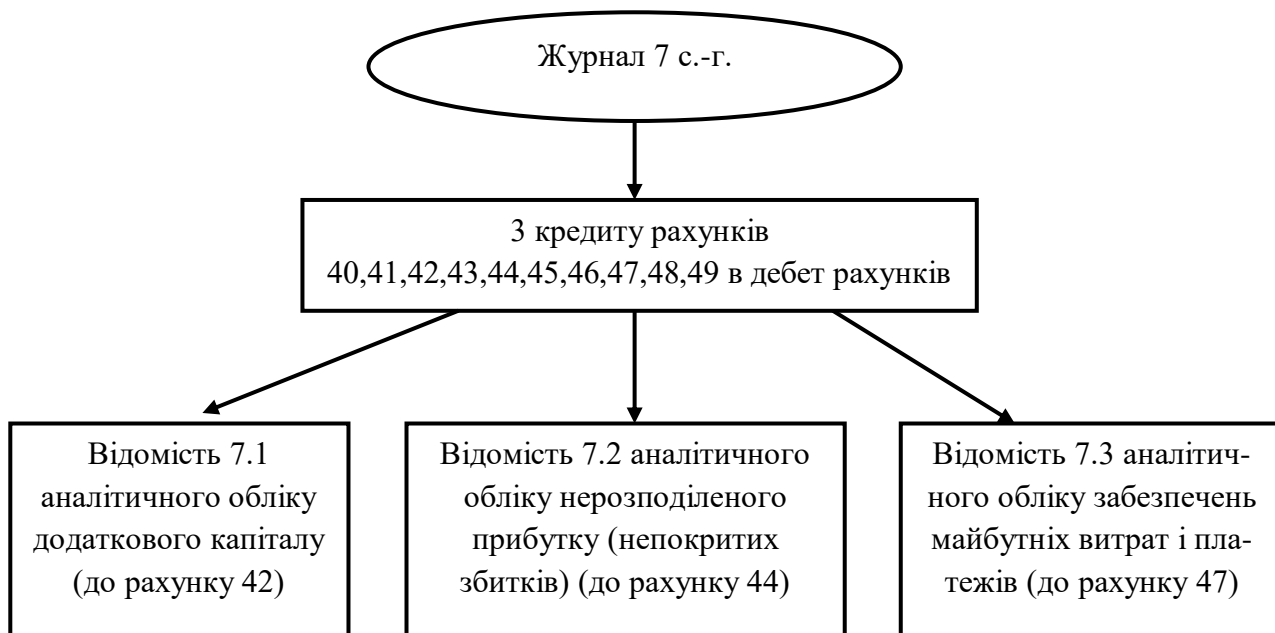 Журнал 7 с.-г.
З кредиту рахунків
40,41,42,43,44,45,46,47,48,49 в дебет рахунків
Відомість 7.1
аналітичного обліку
додаткового капіталу
(до рахунку 42)
Відомість 7.2 аналітичного
обліку нерозподіленого
прибутку (непокритих
збитків) (до рахунку 44)
Відомість 7.3 аналітич-
ного обліку забезпечень
майбутніх витрат і пла-
тежів (до рахунку 47)